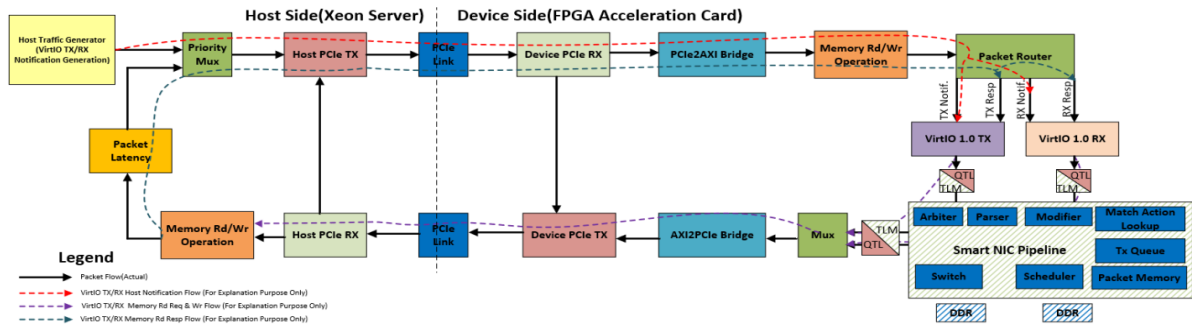 Host Side(Xeon Server)
Device Side(FPGA Acceleration Card)
Host Traffic Generator
(VirtIO TX/RX
Notification Generation)
Priority
Mux
Host PCIe TX
PCIe
Link
Device PCIe RX
PCIe2AXI Bridge
Memory Rd/Wr
Operation
Packet Router
TX Notif.
TX Resp
RX Notif.
RX Resp
Packet
Latency
VirtIO 1.0 TX
VirtIO 1.0 RX
QTL
TLM
QTL
TLM
Memory Rd/Wr
Operation
Host PCIe RX
PCIe
Link
Device PCIe TX
AXI2PCIe Bridge
Mux
TLM
QTL
Arbiter
Parser
Modifier
Match Action
Lookup
Smart NIC Pipeline
Tx Queue
Switch
Scheduler
Packet Memory
DDR
DDR
Legend
Packet Flow(Actual)
VirtIO TX/RX Host Notification Flow (For Explanation Purpose Only)
VirtIO TX/RX Memory Rd Req & Wr Flow (For Explanation Purpose Only)
VirtIO TX/RX Memory Rd Resp Flow (For Explanation Purpose Only)